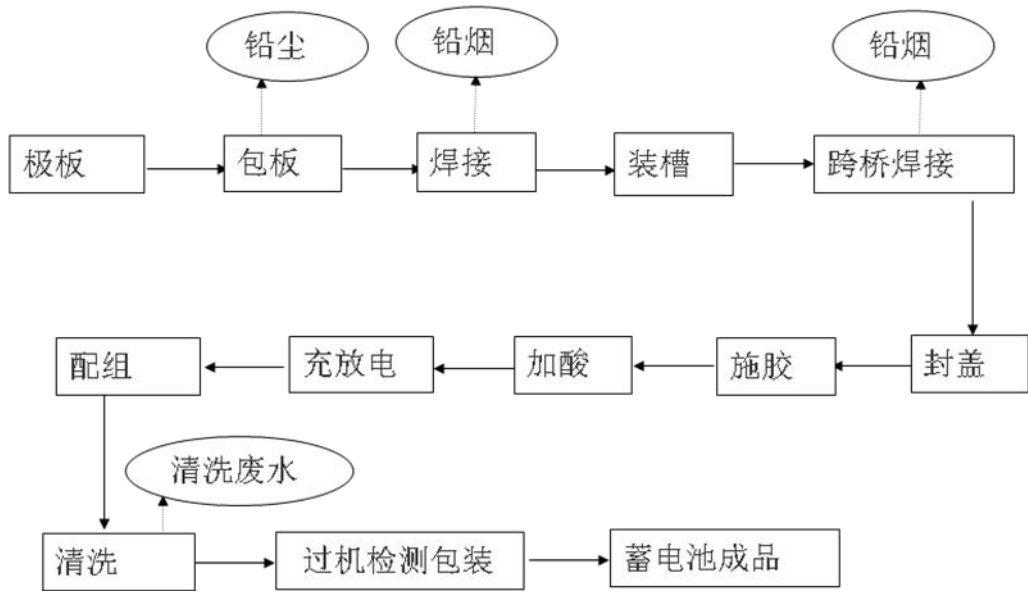 铅尘
铅烟
铅烟
极板
包板
焊接
装槽
跨桥焊接
配组
充放电
加酸
施胶
封盖
清洗废水
清洗
过机检测包装
蓄电池成品